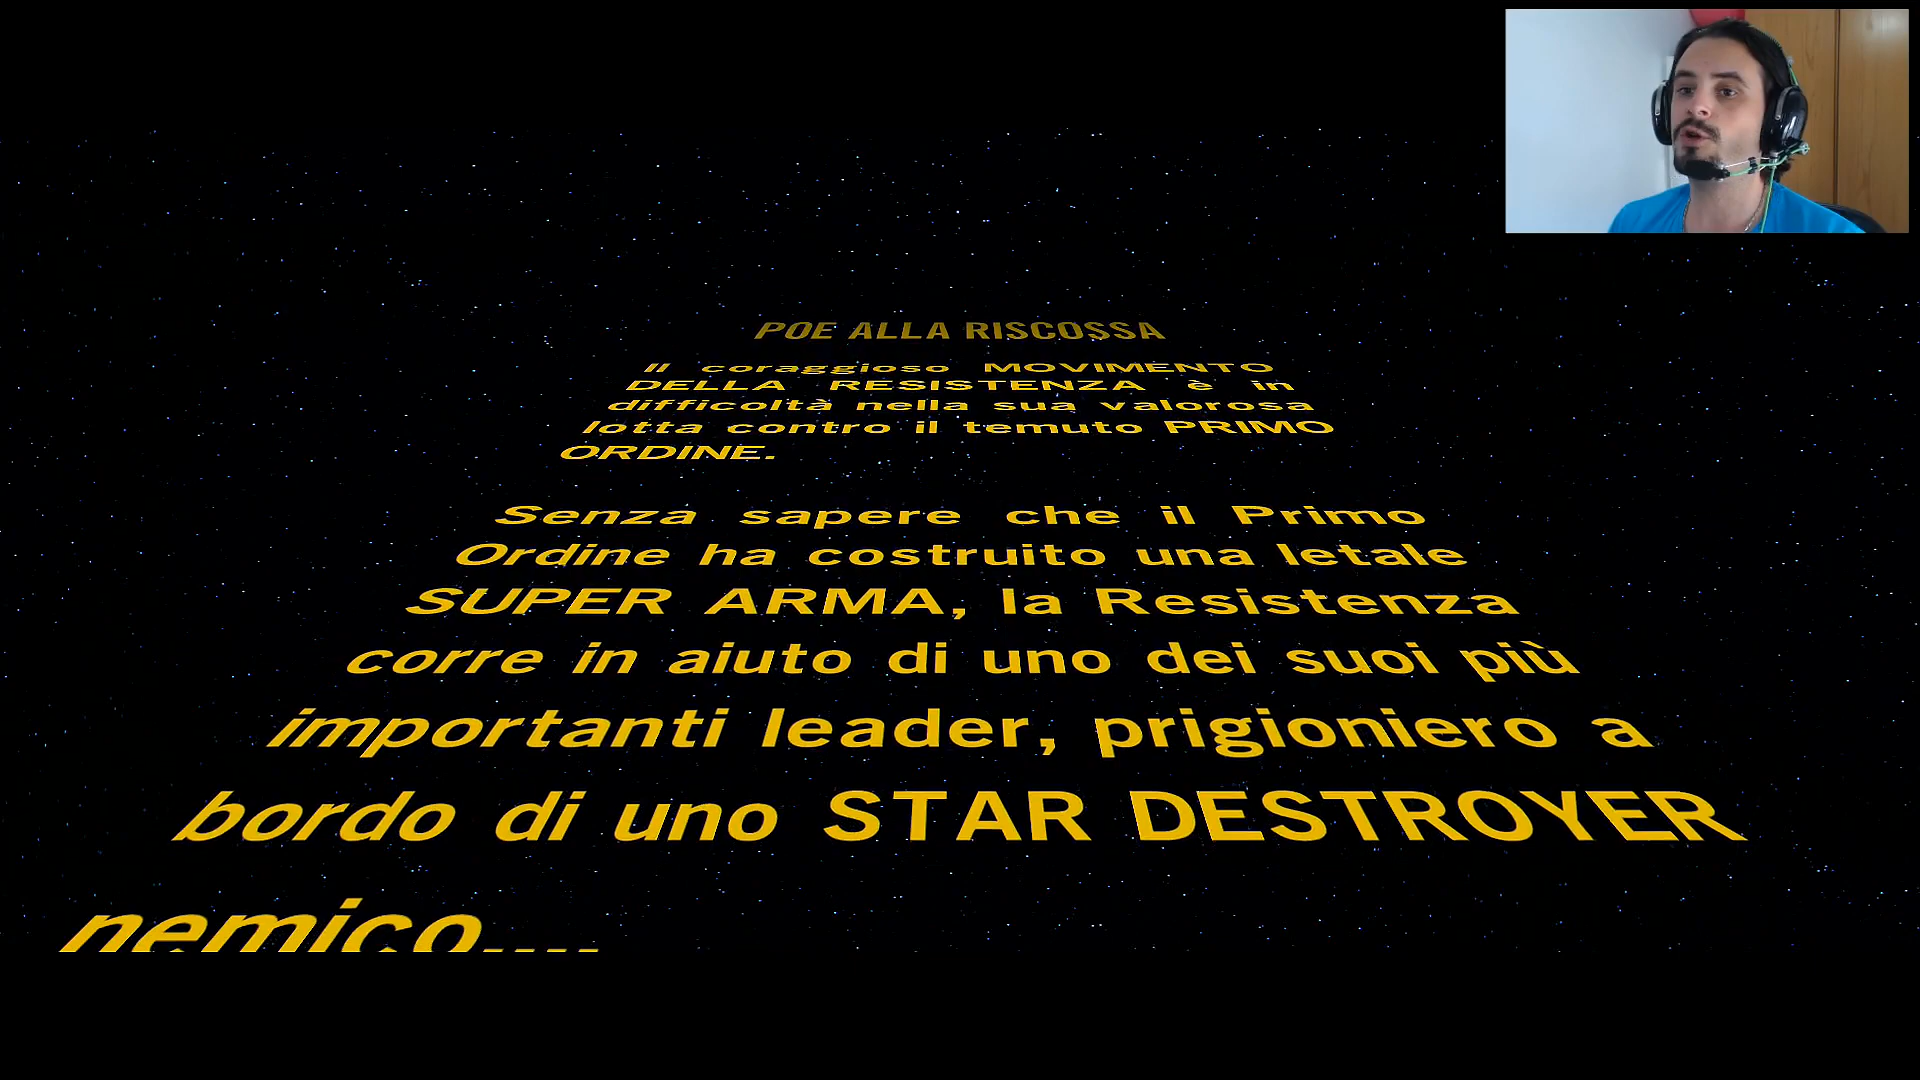 POE ALLA RISCOSSA
Il coraggioso MOVIMENTO
DELLA RESISTENZA è in
difficoltà nella sua valorosa
lotta contro il temuto PRIMO
ORDINE.
Senza sapere che il Primo
Ordine ha costruito una letale
SUPER ARMA, la Resistenza
corre in aiuto di uno dei suoi più
importanti leader, prigioniero a
bordo di uno STAR DESTROYER
nemico....